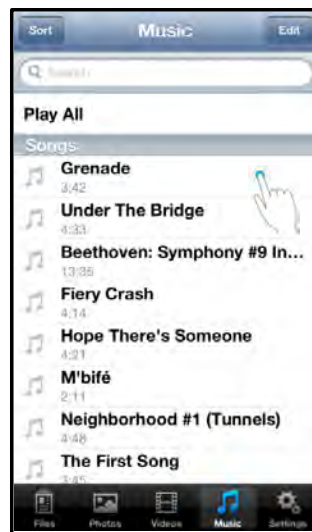 Sort Music Edit
Search
Play All
Songs
Grenade
3:42
Under The Bridge
4:33
Beethoven: Symphony #9 In...
13:35
Fiery Crash
4:14
Hope There's Someone
4:21
M'bifé
2:11
Neighborhood #1 (Tunnels)
4:48
The First Song
3:45
Files Photos Videos Music Settings